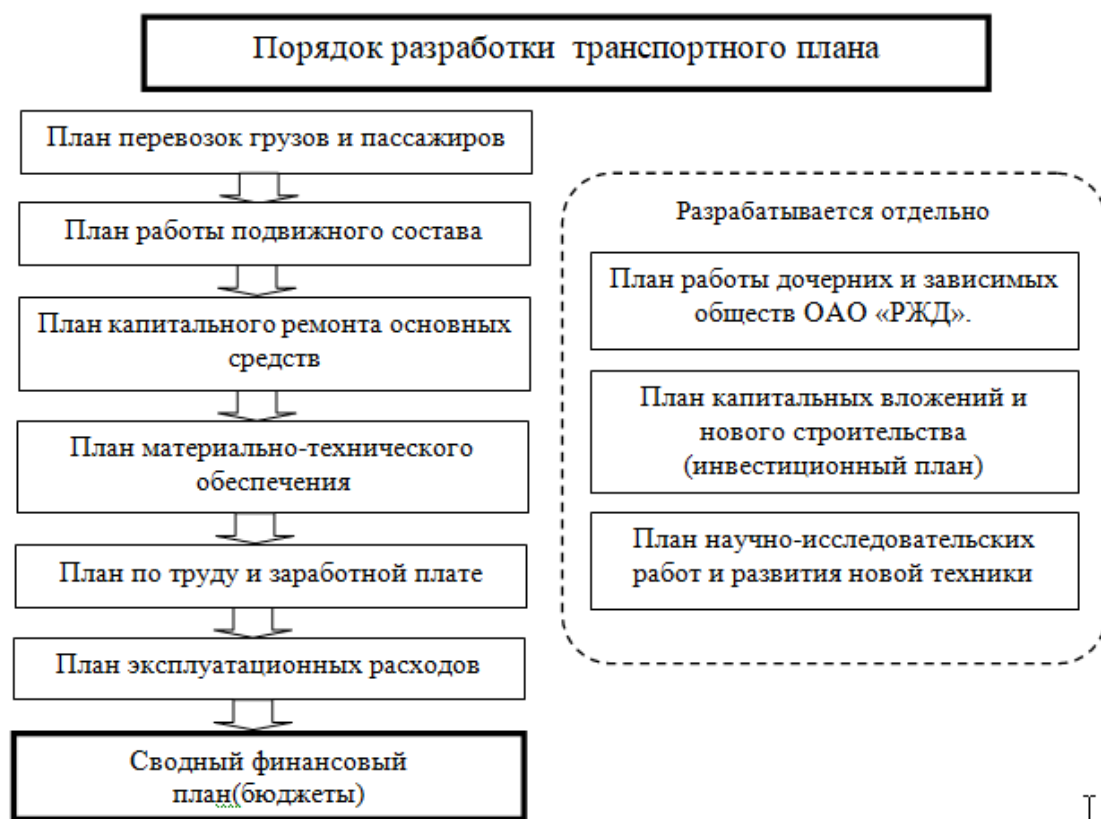 Порядок разработки транспортного плана
План перевозок грузов и пассажиров
План работы подвижного состава
План капитального ремонта основных
средств
План материально-технического
обеспечения
План по труду и заработной плате
План эксплуатационных расходов
Сводный финансовый
план(бюджеты)
Разрабатывается отдельно
План работы дочерних и зависимых
обществ ОАО «РЖД».
План капитальных вложений и
нового строительства
(инвестиционный план)
План научно-исследовательских
работ и развития новой техники